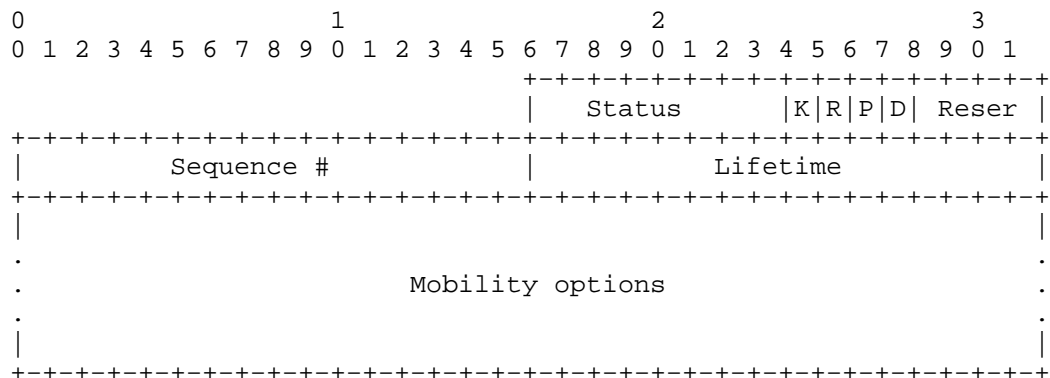 0                   1                   2                   3
0 1 2 3 4 5 6 7 8 9 0 1 2 3 4 5 6 7 8 9 0 1 2 3 4 5 6 7 8 9 0 1
                                +-+-+-+-+-+-+-+-+-+-+-+-+-+-+-+-+
                                |   Status      |K|R|P|D| Reser |
+-+-+-+-+-+-+-+-+-+-+-+-+-+-+-+-+-+-+-+-+-+-+-+-+-+-+-+-+-+-+-+-+
|         Sequence #            |           Lifetime            |
+-+-+-+-+-+-+-+-+-+-+-+-+-+-+-+-+-+-+-+-+-+-+-+-+-+-+-+-+-+-+-+-+
|                                                               |
.                                                               .
.                        Mobility options                       .
.                                                               .
|                                                               |
+-+-+-+-+-+-+-+-+-+-+-+-+-+-+-+-+-+-+-+-+-+-+-+-+-+-+-+-+-+-+-+-+